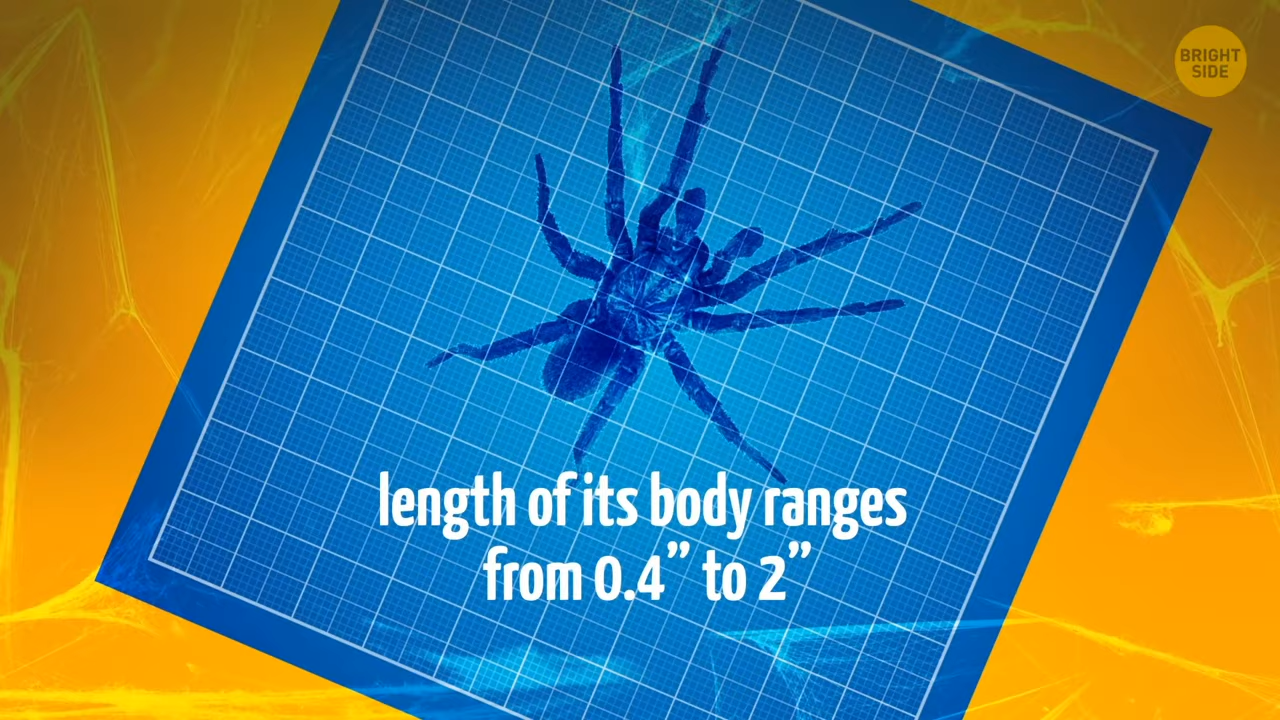 BRIGHT
SIDE
length of its body ranges
from 0.4” to 2”